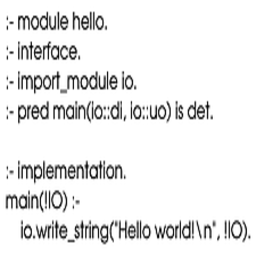 :- module hello.
:- interface.
:- import_module io.
:- pred main(io::di, io::uo) is det.

:- implementation.
main(!IO) :-
    io.write_string("Hello world!\n", !IO).